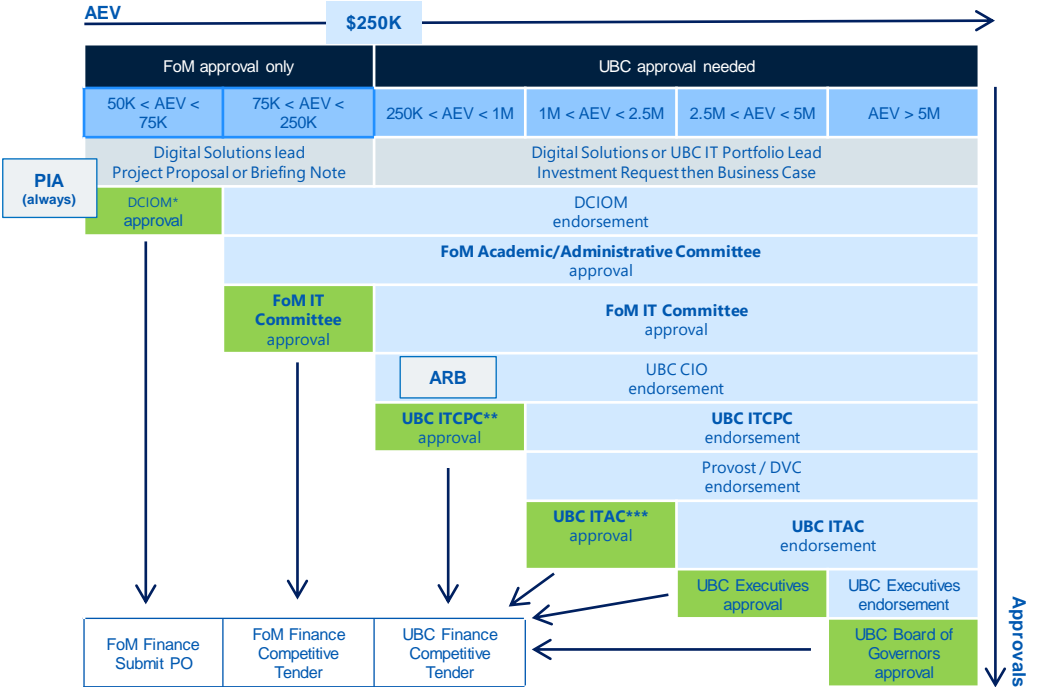 AEV
$250K
FoM approval only
UBC approval needed
50K < AEV <
75K
75K < AEV <
250K
250K < AEV < 1M
1M < AEV < 2.5M
2.5M < AEV < 5M
AEV > 5M
Digital Solutions lead
Project Proposal or Briefing Note
Digital Solutions or UBC IT Portfolio Lead
Investment Request then Business Case
PIA
(always)
DCIOM*
approval
DCIOM
endorsement
FoM Academic/Administrative Committee
approval
FoM IT
Committee
approval
FoM IT Committee
approval
ARB
UBC CIO
endorsement
UBC ITCPC**
approval
UBC ITCPC
endorsement
Provost / DVC
endorsement
UBC ITAC***
approval
UBC ITAC
endorsement
UBC Executives
approval
UBC Executives
endorsement
FoM Finance
Submit PO
FoM Finance
Competitive
Tender
UBC Finance
Competitive
Tender
UBC Board of
Governors
approval
Approvals